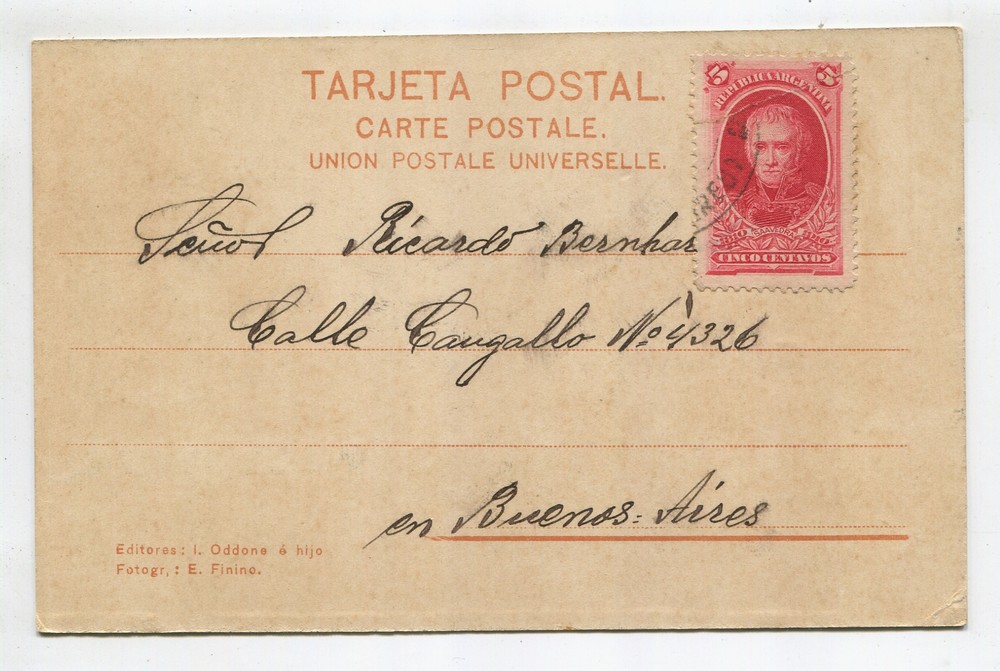 TARJETA POSTAL.
CARTE POSTALE.
UNION POSTALE UNIVERSELLE.
5 5
REPUBLICA ARGENTINA
SAAVEDRA
CINCO CENTAVOS
Señor Ricardo Bernhar
Calle Cangallo Nº 4326
en Buenos=Aires
Editores: I. Oddone é hijo
Fotogr,: E. Finino.